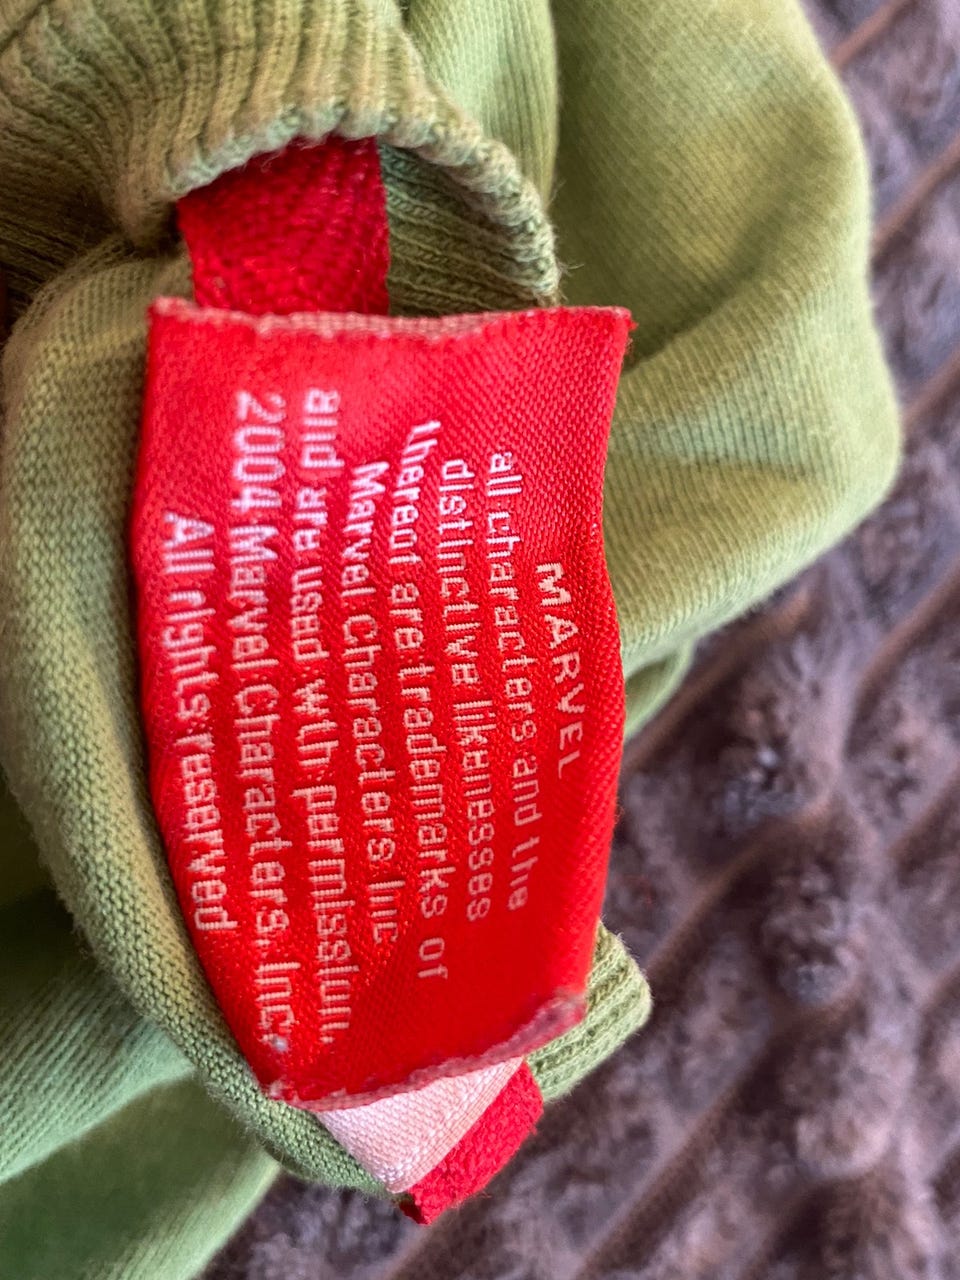 MARVEL
all characters and the
distinctive likenesses
thereof are trademarks of
Marvel Characters Inc
and are used with permission.
2004 Marvel Characters, Inc.
All rights reserved